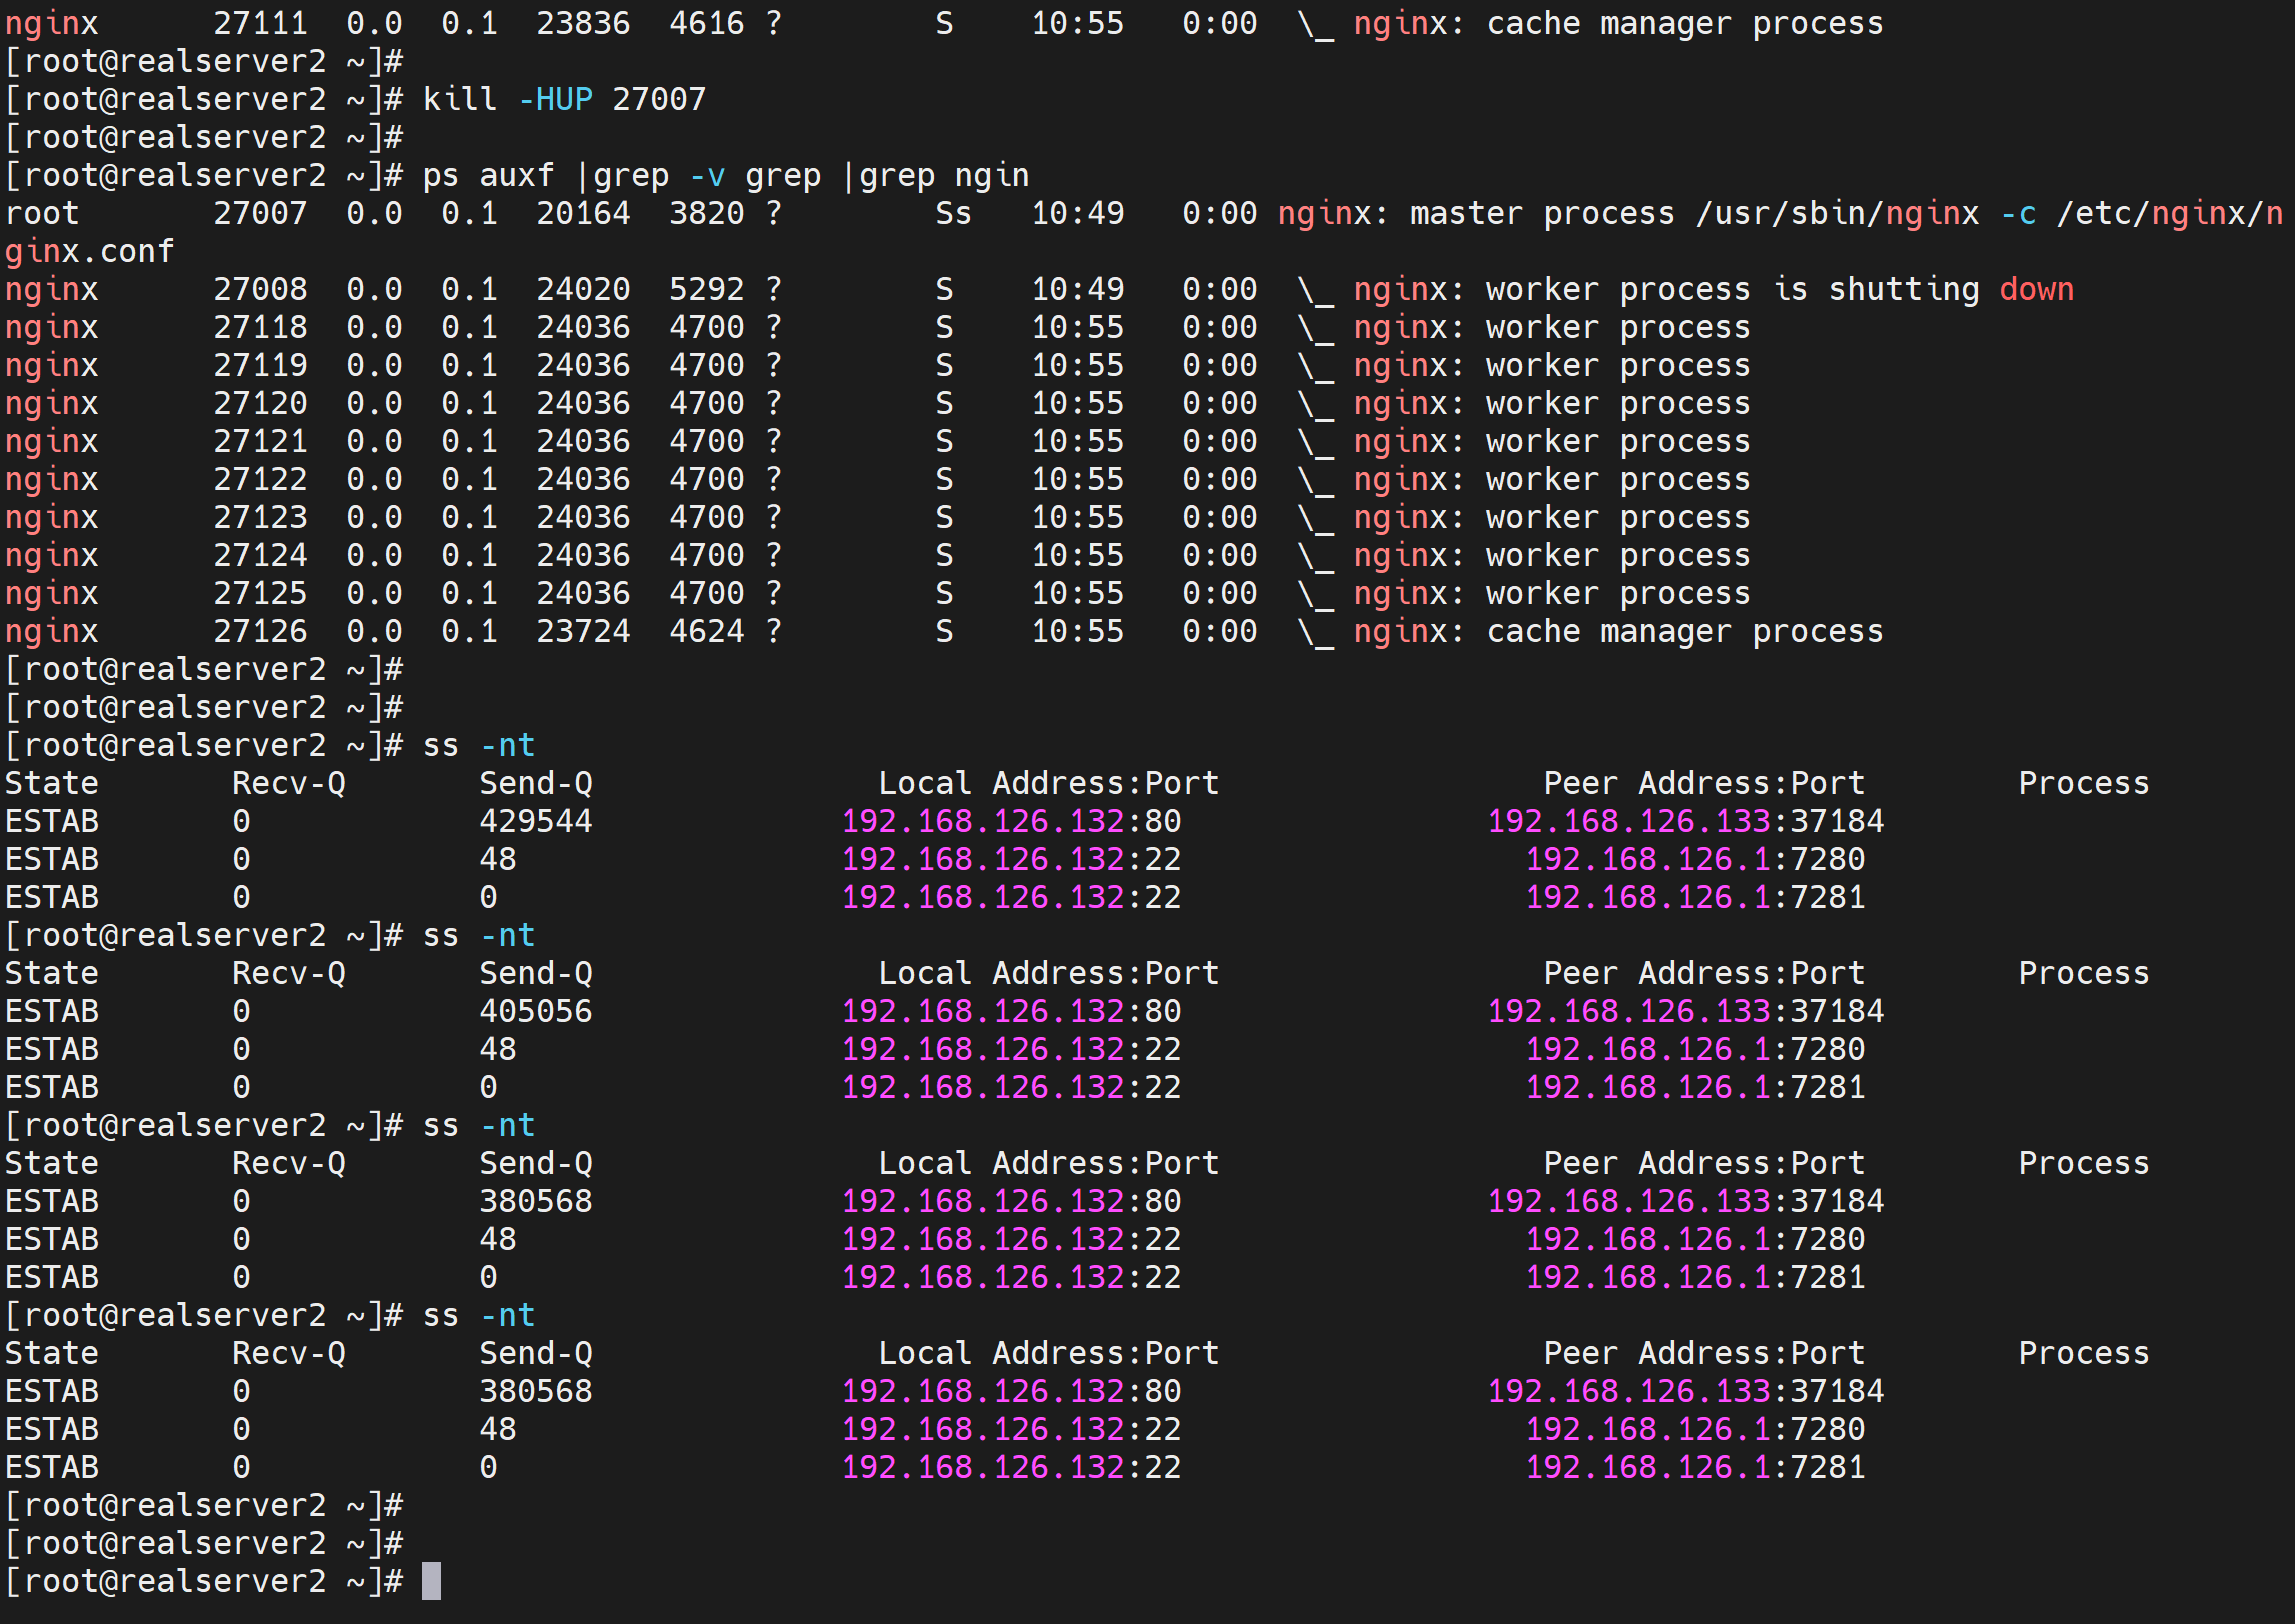 nginx      27111  0.0  0.1  23836  4616 ?        S    10:55   0:00  \_ nginx: cache manager process
[root@realserver2 ~]#
[root@realserver2 ~]# kill -HUP 27007
[root@realserver2 ~]#
[root@realserver2 ~]# ps auxf |grep -v grep |grep ngin
root       27007  0.0  0.1  20164  3820 ?        Ss   10:49   0:00 nginx: master process /usr/sbin/nginx -c /etc/nginx/n
ginx.conf
nginx      27008  0.0  0.1  24020  5292 ?        S    10:49   0:00  \_ nginx: worker process is shutting down
nginx      27118  0.0  0.1  24036  4700 ?        S    10:55   0:00  \_ nginx: worker process
nginx      27119  0.0  0.1  24036  4700 ?        S    10:55   0:00  \_ nginx: worker process
nginx      27120  0.0  0.1  24036  4700 ?        S    10:55   0:00  \_ nginx: worker process
nginx      27121  0.0  0.1  24036  4700 ?        S    10:55   0:00  \_ nginx: worker process
nginx      27122  0.0  0.1  24036  4700 ?        S    10:55   0:00  \_ nginx: worker process
nginx      27123  0.0  0.1  24036  4700 ?        S    10:55   0:00  \_ nginx: worker process
nginx      27124  0.0  0.1  24036  4700 ?        S    10:55   0:00  \_ nginx: worker process
nginx      27125  0.0  0.1  24036  4700 ?        S    10:55   0:00  \_ nginx: worker process
nginx      27126  0.0  0.1  23724  4624 ?        S    10:55   0:00  \_ nginx: cache manager process
[root@realserver2 ~]#
[root@realserver2 ~]#
[root@realserver2 ~]# ss -nt
State       Recv-Q       Send-Q               Local Address:Port                 Peer Address:Port        Process
ESTAB       0            429544             192.168.126.132:80                192.168.126.133:37184
ESTAB       0            48                 192.168.126.132:22                  192.168.126.1:7280
ESTAB       0            0                  192.168.126.132:22                  192.168.126.1:7281
[root@realserver2 ~]# ss -nt
State       Recv-Q       Send-Q               Local Address:Port                 Peer Address:Port        Process
ESTAB       0            405056             192.168.126.132:80                192.168.126.133:37184
ESTAB       0            48                 192.168.126.132:22                  192.168.126.1:7280
ESTAB       0            0                  192.168.126.132:22                  192.168.126.1:7281
[root@realserver2 ~]# ss -nt
State       Recv-Q       Send-Q               Local Address:Port                 Peer Address:Port        Process
ESTAB       0            380568             192.168.126.132:80                192.168.126.133:37184
ESTAB       0            48                 192.168.126.132:22                  192.168.126.1:7280
ESTAB       0            0                  192.168.126.132:22                  192.168.126.1:7281
[root@realserver2 ~]# ss -nt
State       Recv-Q       Send-Q               Local Address:Port                 Peer Address:Port        Process
ESTAB       0            380568             192.168.126.132:80                192.168.126.133:37184
ESTAB       0            48                 192.168.126.132:22                  192.168.126.1:7280
ESTAB       0            0                  192.168.126.132:22                  192.168.126.1:7281
[root@realserver2 ~]#
[root@realserver2 ~]#
[root@realserver2 ~]#